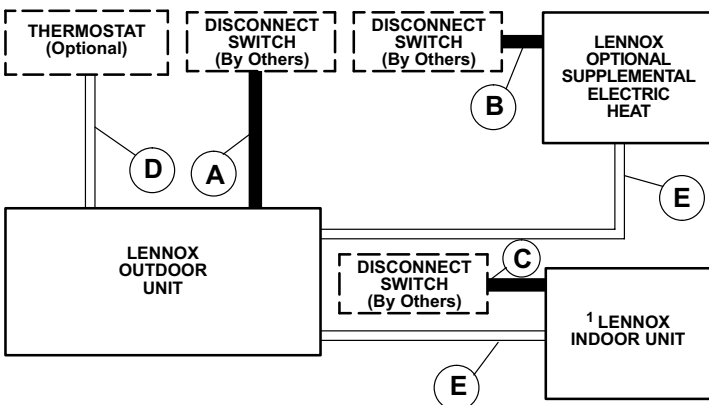 THERMOSTAT
(Optional)
DISCONNECT
SWITCH
(By Others)
DISCONNECT
SWITCH
(By Others)
LENNOX
OPTIONAL
SUPPLEMENTAL
ELECTRIC
HEAT
B
D
A
E
LENNOX
OUTDOOR
UNIT
DISCONNECT
SWITCH
(By Others)
C
1 LENNOX
INDOOR UNIT
E